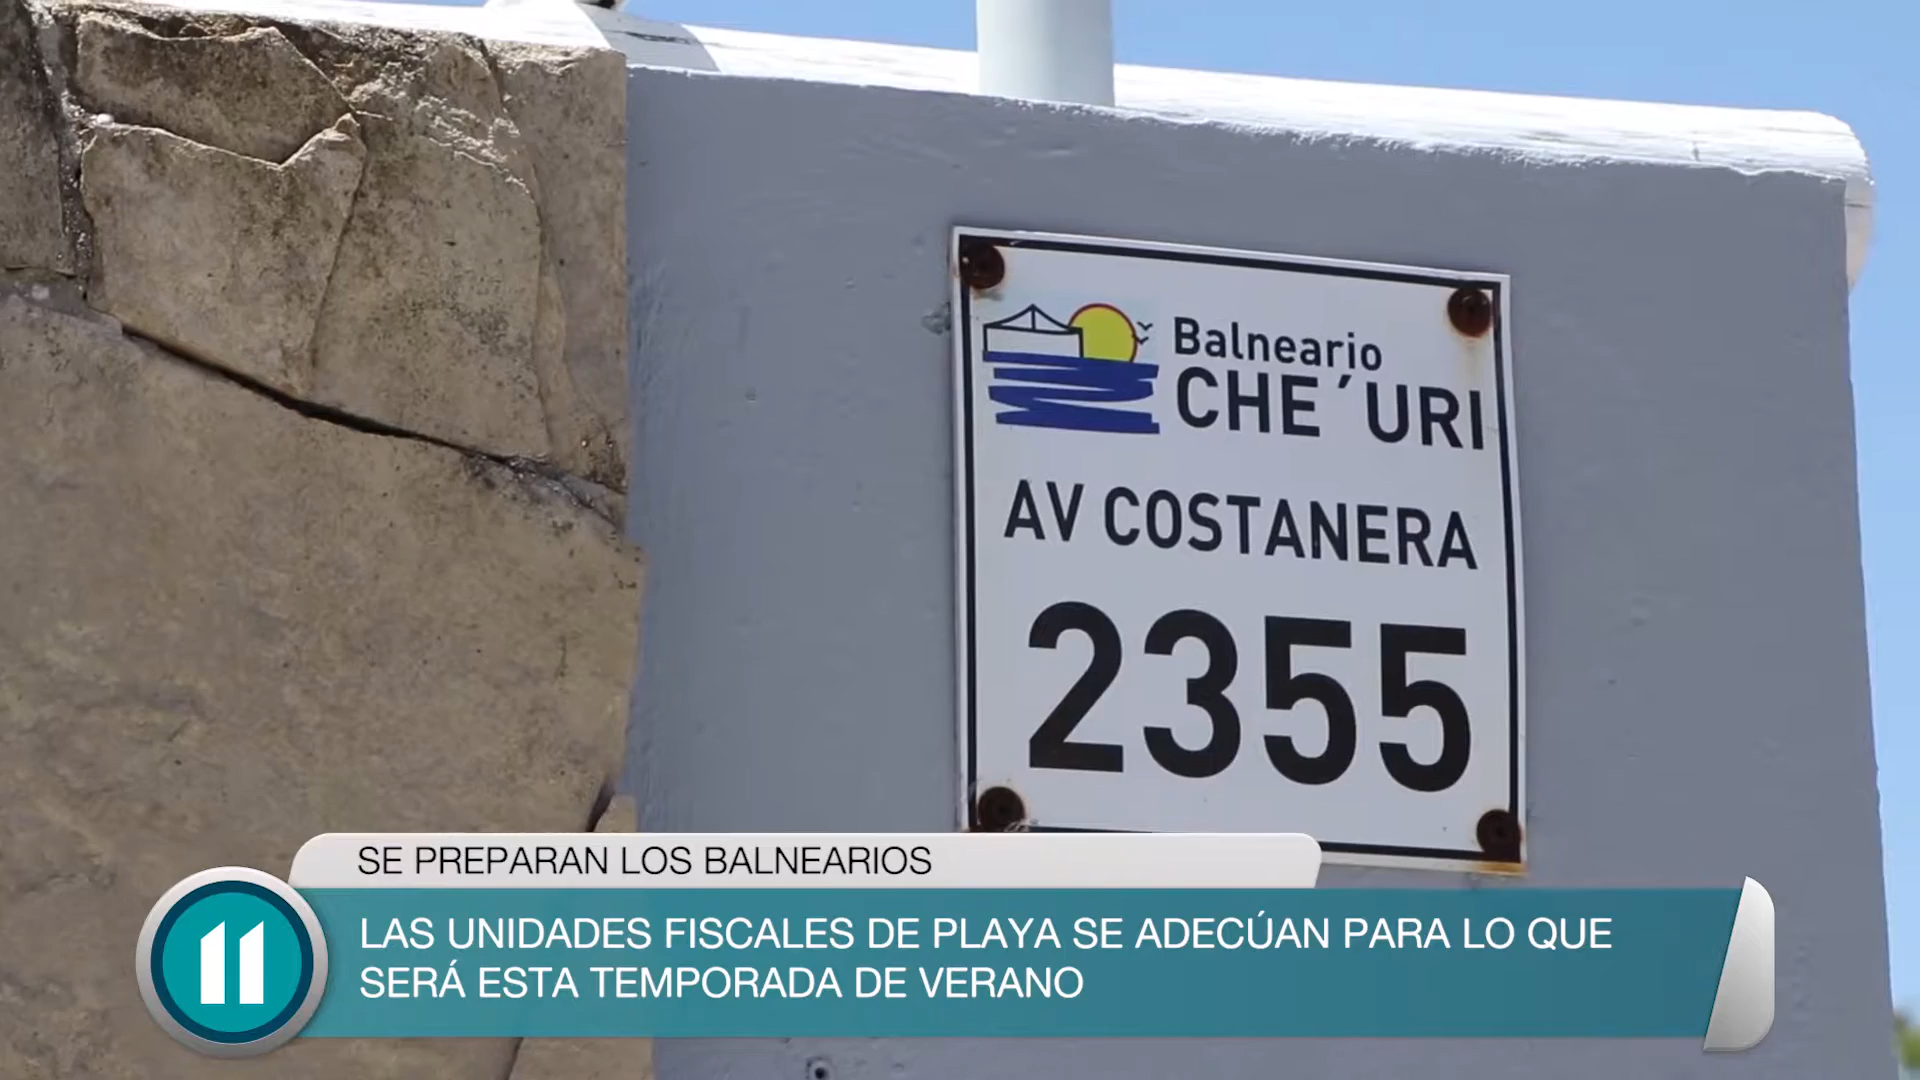 Balneario
CHE´URI
AV COSTANERA
2355
SE PREPARAN LOS BALNEARIOS
11
LAS UNIDADES FISCALES DE PLAYA SE ADECÚAN PARA LO QUE
SERÁ ESTA TEMPORADA DE VERANO